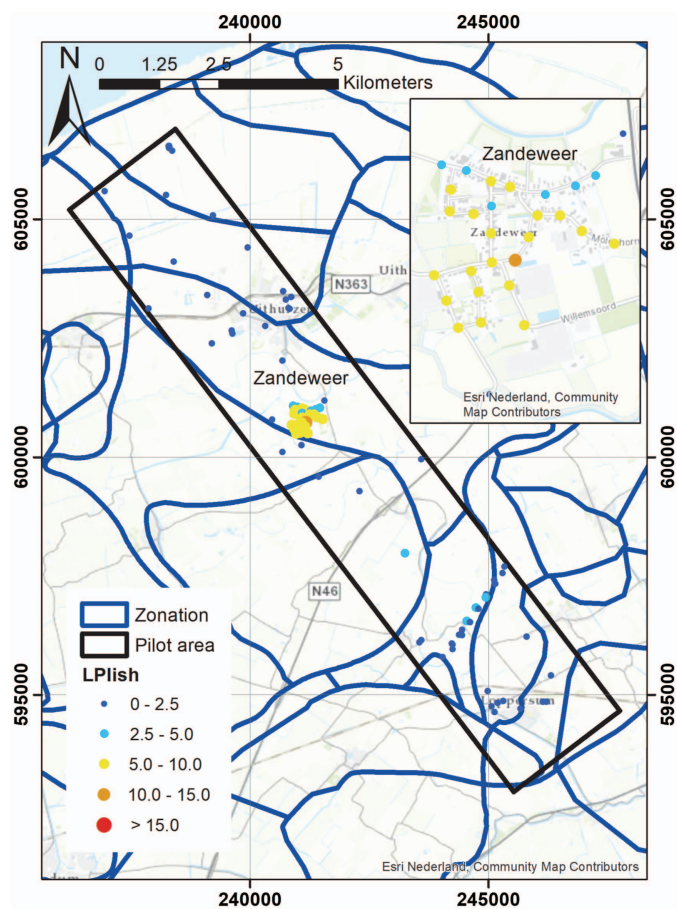 240000 245000
N 0 1.25 2.5 5
Kilometers
Zandeweer
Zandeweer
Willemsoord
Esri Nederland, Community
Map Contributors
605000 605000
Uith
N363
Zandeweer
600000 600000
N46
Zonation
Pilot area
LPIish
0 - 2.5
2.5 - 5.0
5.0 - 10.0
10.0 - 15.0
> 15.0
595000 595000
Esri Nederland, Community Map Contributors
240000 245000